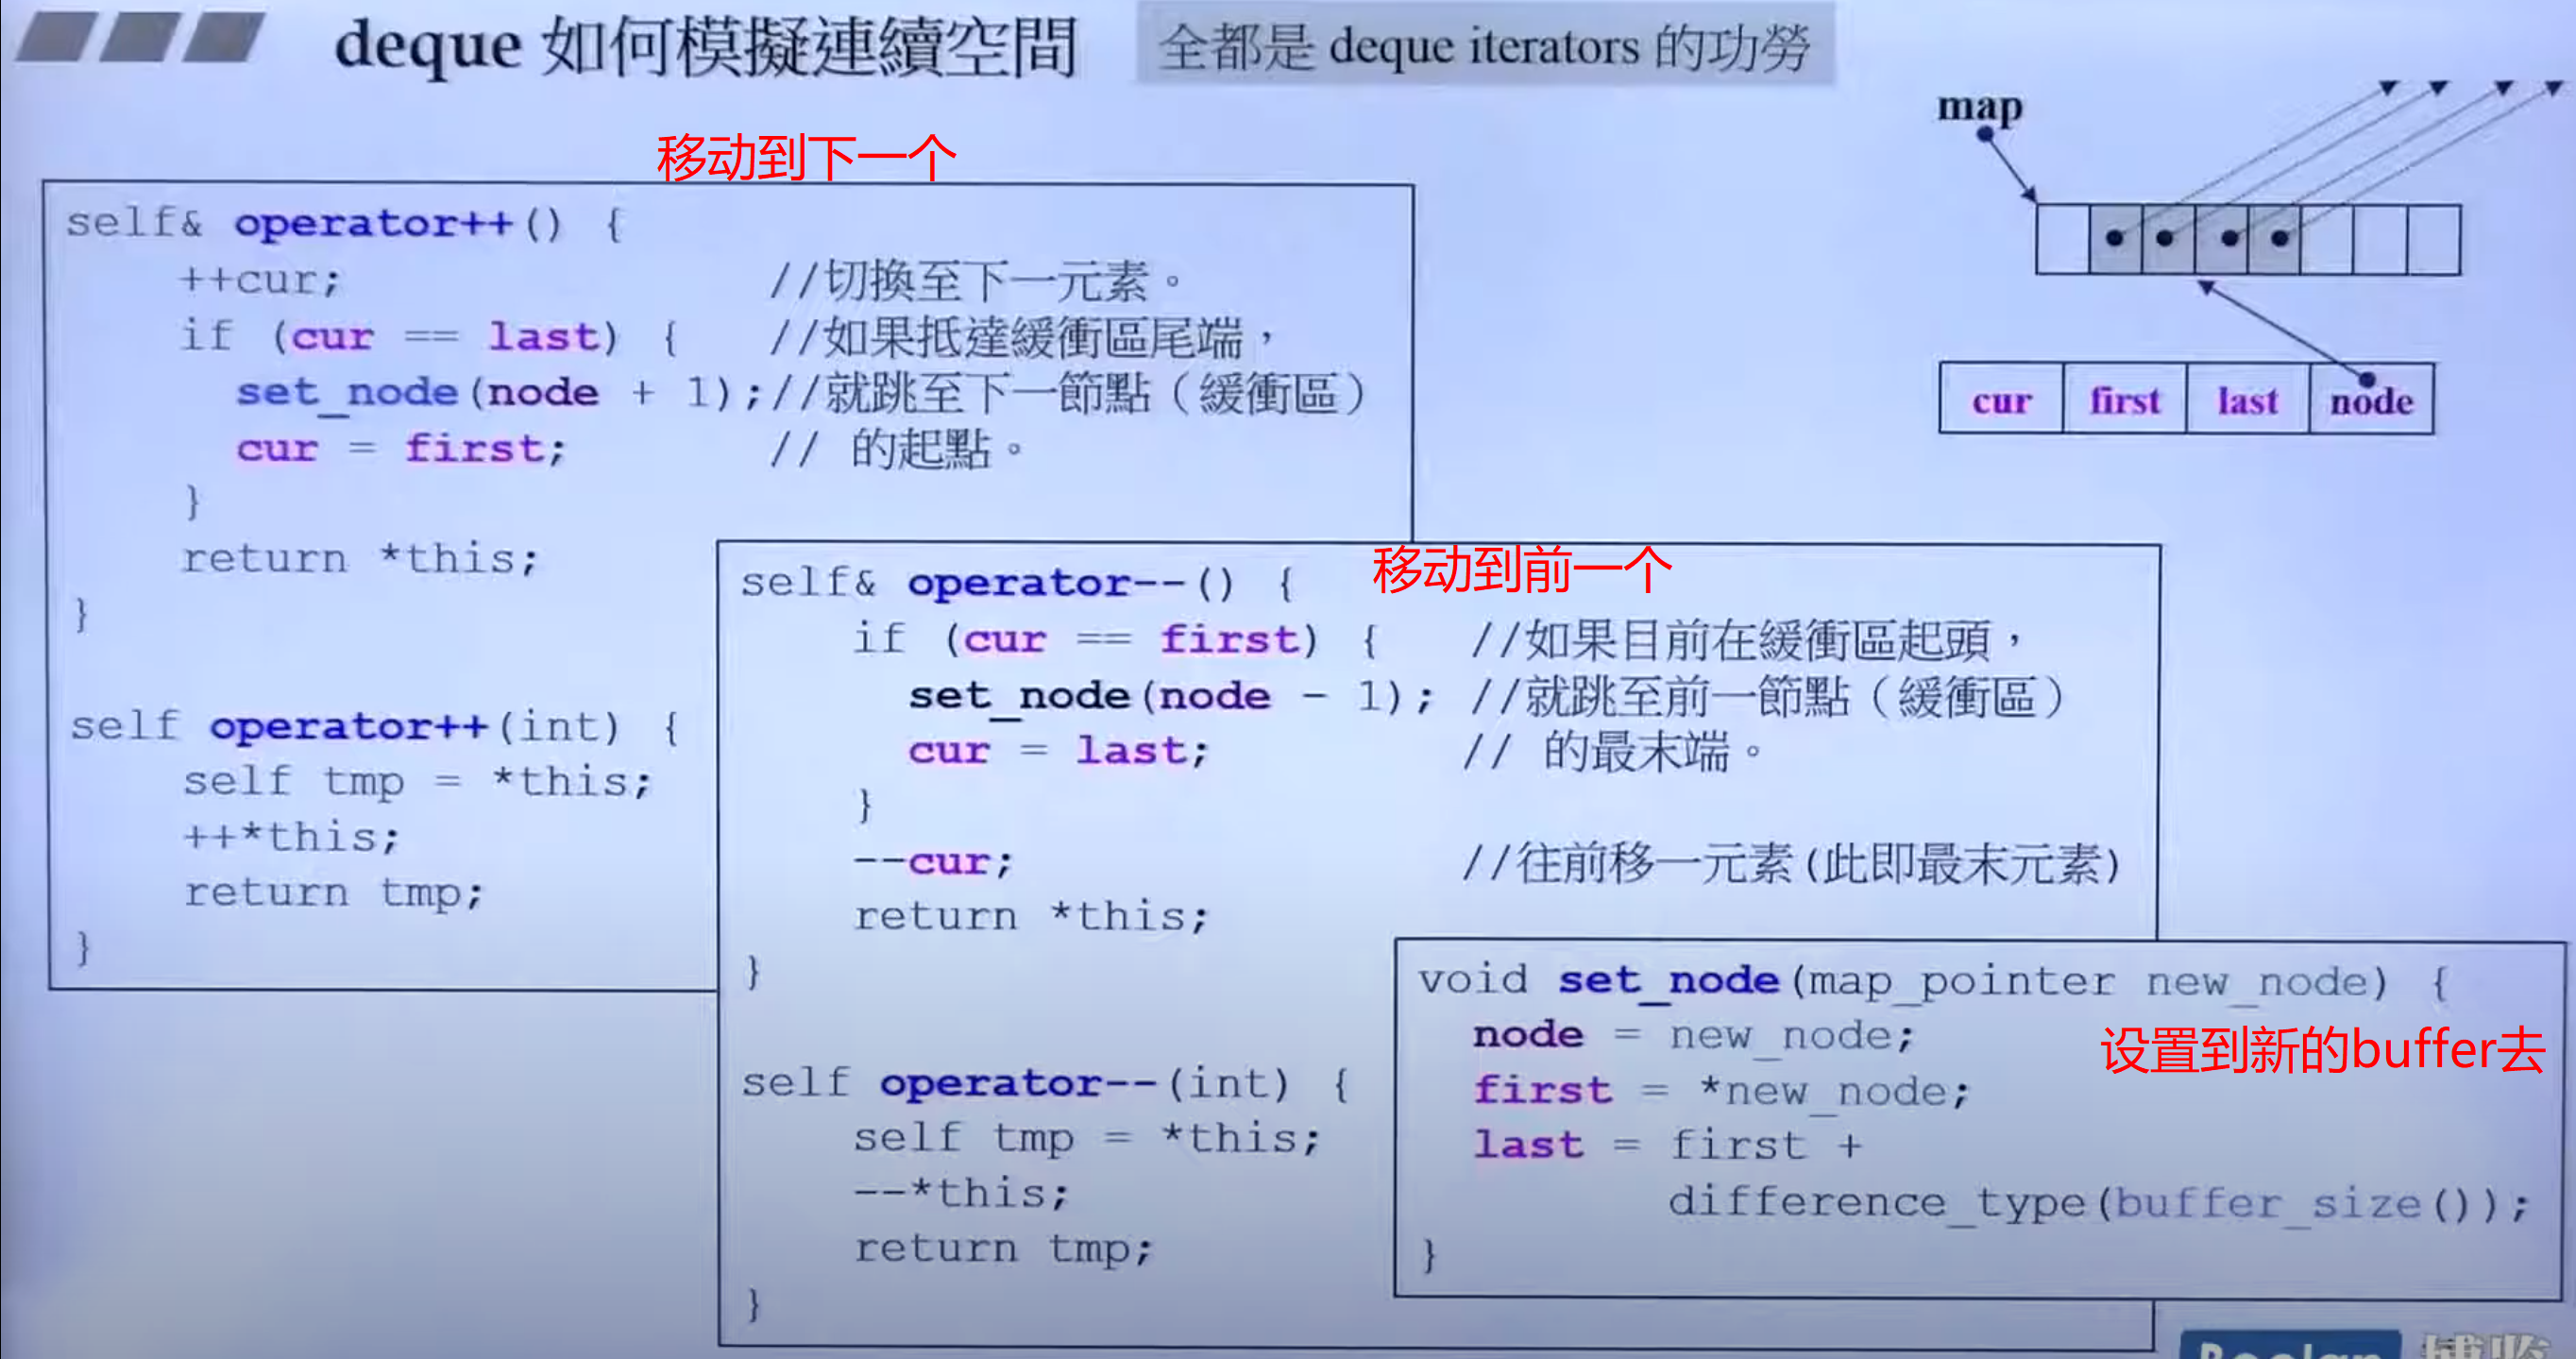 deque 如何模擬連續空間
全都是 deque iterators 的功勞
map
移动到下一个
self& operator++() {
++cur; //切換至下一元素。
if (cur == last) { //如果抵達緩衝區尾端，
set_node(node + 1);//就跳至下一節點（緩衝區）
cur = first; // 的起點。
}
return *this;
}
self operator++(int) {
self tmp = *this;
++*this;
return tmp;
}
cur first last node
移动到前一个
self& operator--() {
if (cur == first) { //如果目前在緩衝區起頭，
set_node(node - 1); //就跳至前一節點（緩衝區）
cur = last; // 的最末端。
}
--cur; //往前移一元素(此即最末元素)
return *this;
}
self operator--(int) {
self tmp = *this;
--*this;
return tmp;
}
void set_node(map_pointer new_node) {
node = new_node;
设置到新的buffer去
first = *new_node;
last = first +
difference_type(buffer_size());
}
Boolan 博览